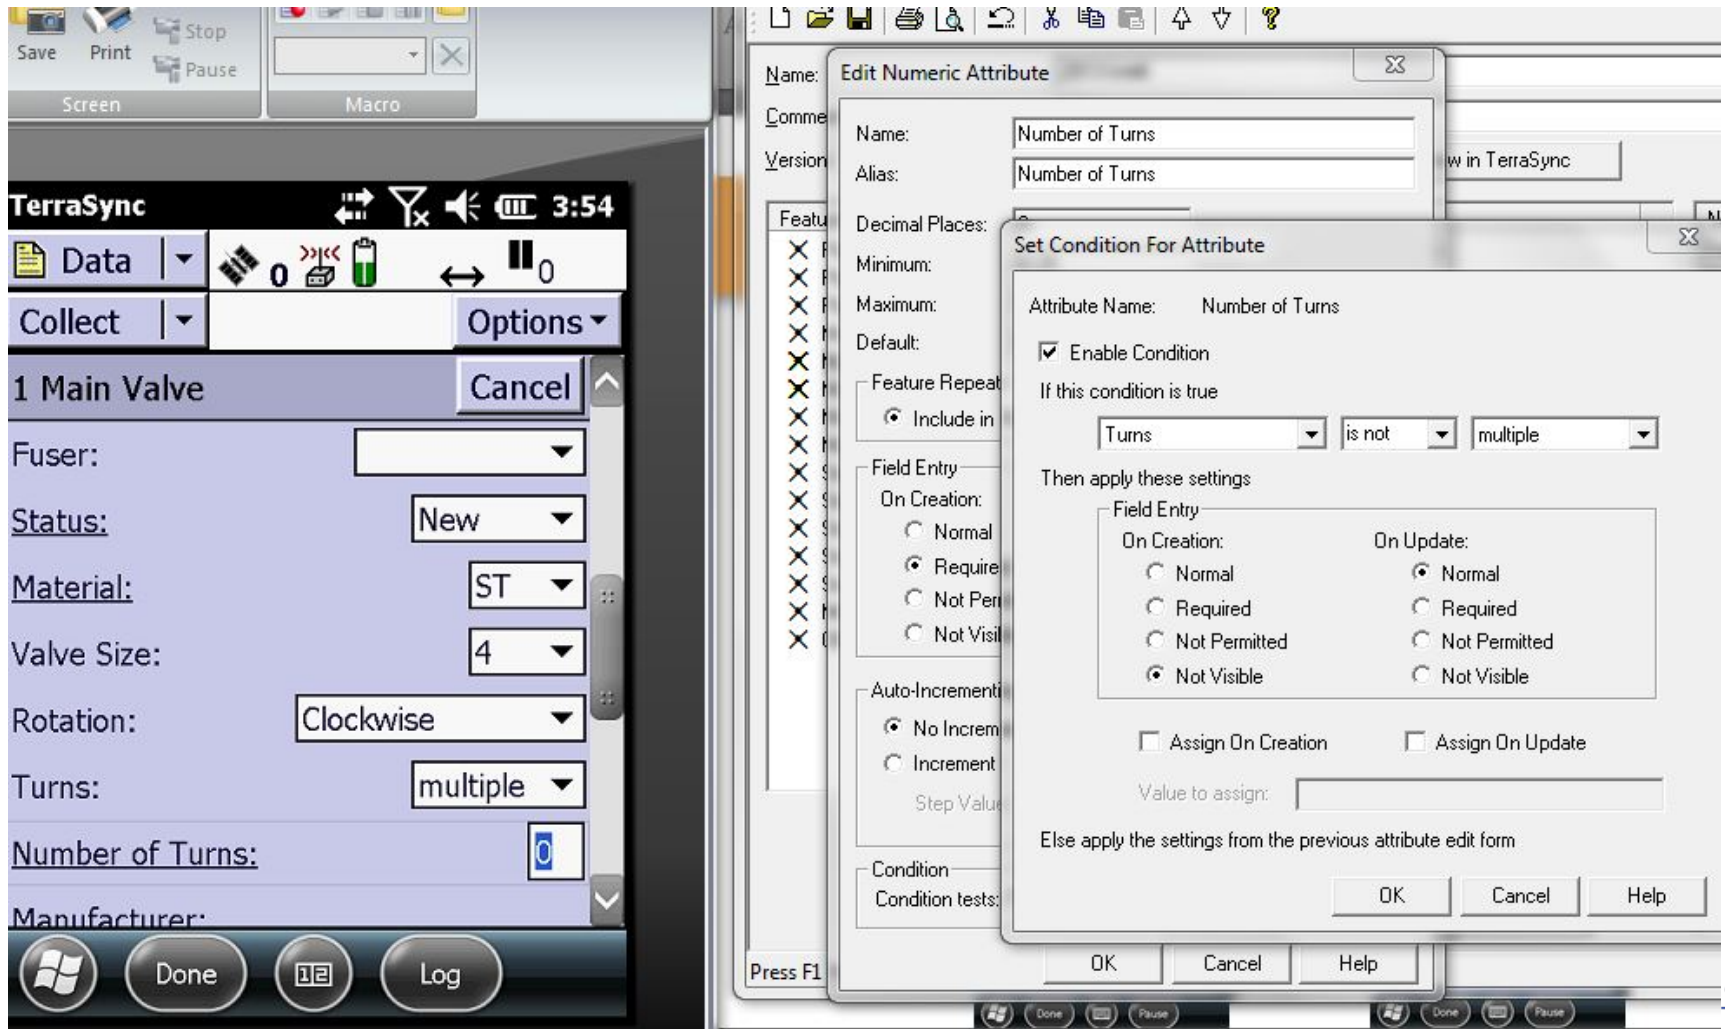 Save
Print
Stop
Pause
Screen
Macro
TerraSync
3:54
Data
0
0
Collect
Options
1 Main Valve
Cancel
Fuser:
Status:
New
Material:
ST
Valve Size:
4
Rotation:
Clockwise
Turns:
multiple
Number of Turns:
0
Manufacturer:
Done
Log
Name:
Comme
Version
w in TerraSync
Featu
Press F1
Edit Numeric Attribute
Name:
Number of Turns
Alias:
Number of Turns
Decimal Places:
Minimum:
Maximum:
Default:
Feature Repeat
Include in
Field Entry
On Creation:
Normal
Require
Not Per
Not Visi
Auto-Incrementi
No Increm
Increment
Step Value
Condition
Condition tests:
OK
Cancel
Help
Set Condition For Attribute
Attribute Name:
Number of Turns
Enable Condition
If this condition is true
Turns
is not
multiple
Then apply these settings
Field Entry
On Creation:
On Update:
Normal
Normal
Required
Required
Not Permitted
Not Permitted
Not Visible
Not Visible
Assign On Creation
Assign On Update
Value to assign:
Else apply the settings from the previous attribute edit form
OK
Cancel
Help
Done
Pause
Done
Pause